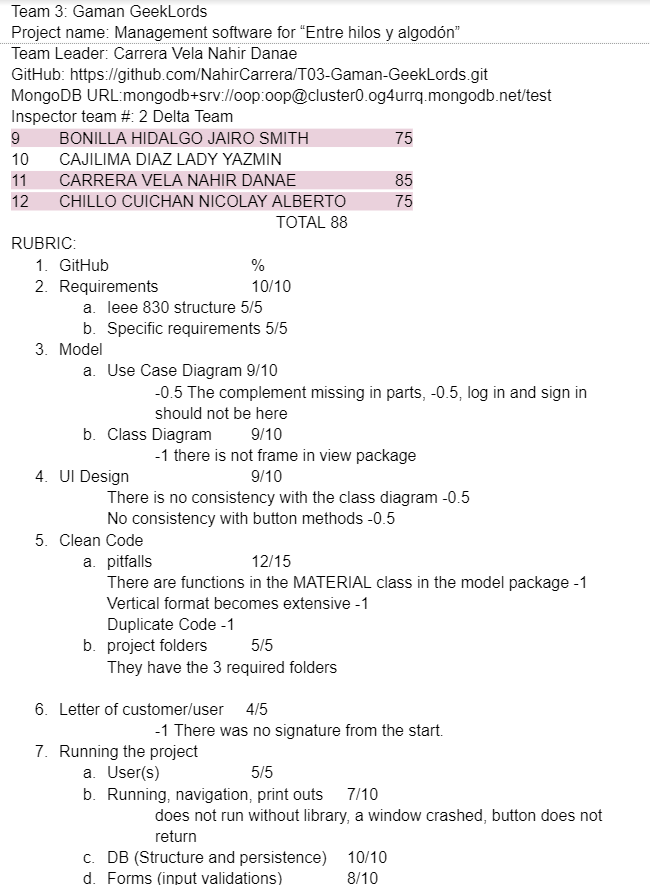 Team 3: Gaman GeekLords
Project name: Management software for “Entre hilos y algodón”
Team Leader: Carrera Vela Nahir Danae
GitHub: https://github.com/NahirCarrera/T03-Gaman-GeekLords.git
MongoDB URL:mongodb+srv://oop:oop@cluster0.og4urrq.mongodb.net/test
Inspector team #: 2 Delta Team
9 BONILLA HIDALGO JAIRO SMITH 75
10 CAJILIMA DIAZ LADY YAZMIN
11 CARRERA VELA NAHIR DANAE 85
12 CHILLO CUICHAN NICOLAY ALBERTO 75
TOTAL 88
RUBRIC:
1. GitHub %
2. Requirements 10/10
a. Ieee 830 structure 5/5
b. Specific requirements 5/5
3. Model
a. Use Case Diagram 9/10
-0.5 The complement missing in parts, -0.5, log in and sign in
should not be here
b. Class Diagram 9/10
-1 there is not frame in view package
4. UI Design 9/10
There is no consistency with the class diagram -0.5
No consistency with button methods -0.5
5. Clean Code
a. pitfalls 12/15
There are functions in the MATERIAL class in the model package -1
Vertical format becomes extensive -1
Duplicate Code -1
b. project folders 5/5
They have the 3 required folders
6. Letter of customer/user 4/5
-1 There was no signature from the start.
7. Running the project
a. User(s) 5/5
b. Running, navigation, print outs 7/10
does not run without library, a window crashed, button does not
return
c. DB (Structure and persistence) 10/10
d. Forms (input validations) 8/10